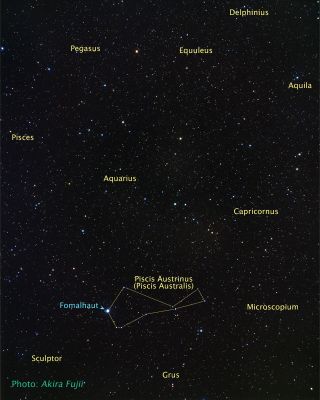 Delphinius
Pegasus
Equuleus
Aquila
Pisces
Aquarius
Capricornus
Piscis Austrinus
(Piscis Australis)
Fomalhaut
Microscopium
Sculptor
Grus
Photo: Akira Fujii